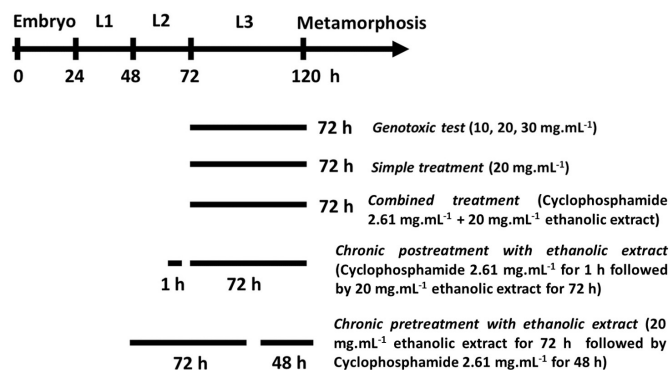 Embryo L1 L2 L3 Metamorphosis
0 24 48 72 120 h
72 h Genotoxic test (10, 20, 30 mg.mL-1)
72 h Simple treatment (20 mg.mL-1)
72 h Combined treatment (Cyclophosphamide
2.61 mg.mL-1 + 20 mg.mL-1 ethanolic extract)
Chronic postreatment with ethanolic extract
(Cyclophosphamide 2.61 mg.mL-1 for 1 h followed
by 20 mg.mL-1 ethanolic extract for 72 h)
1 h 72 h
Chronic pretreatment with ethanolic extract (20
mg.mL-1 ethanolic extract for 72 h followed by
Cyclophosphamide 2.61 mg.mL-1 for 48 h)
72 h 48 h